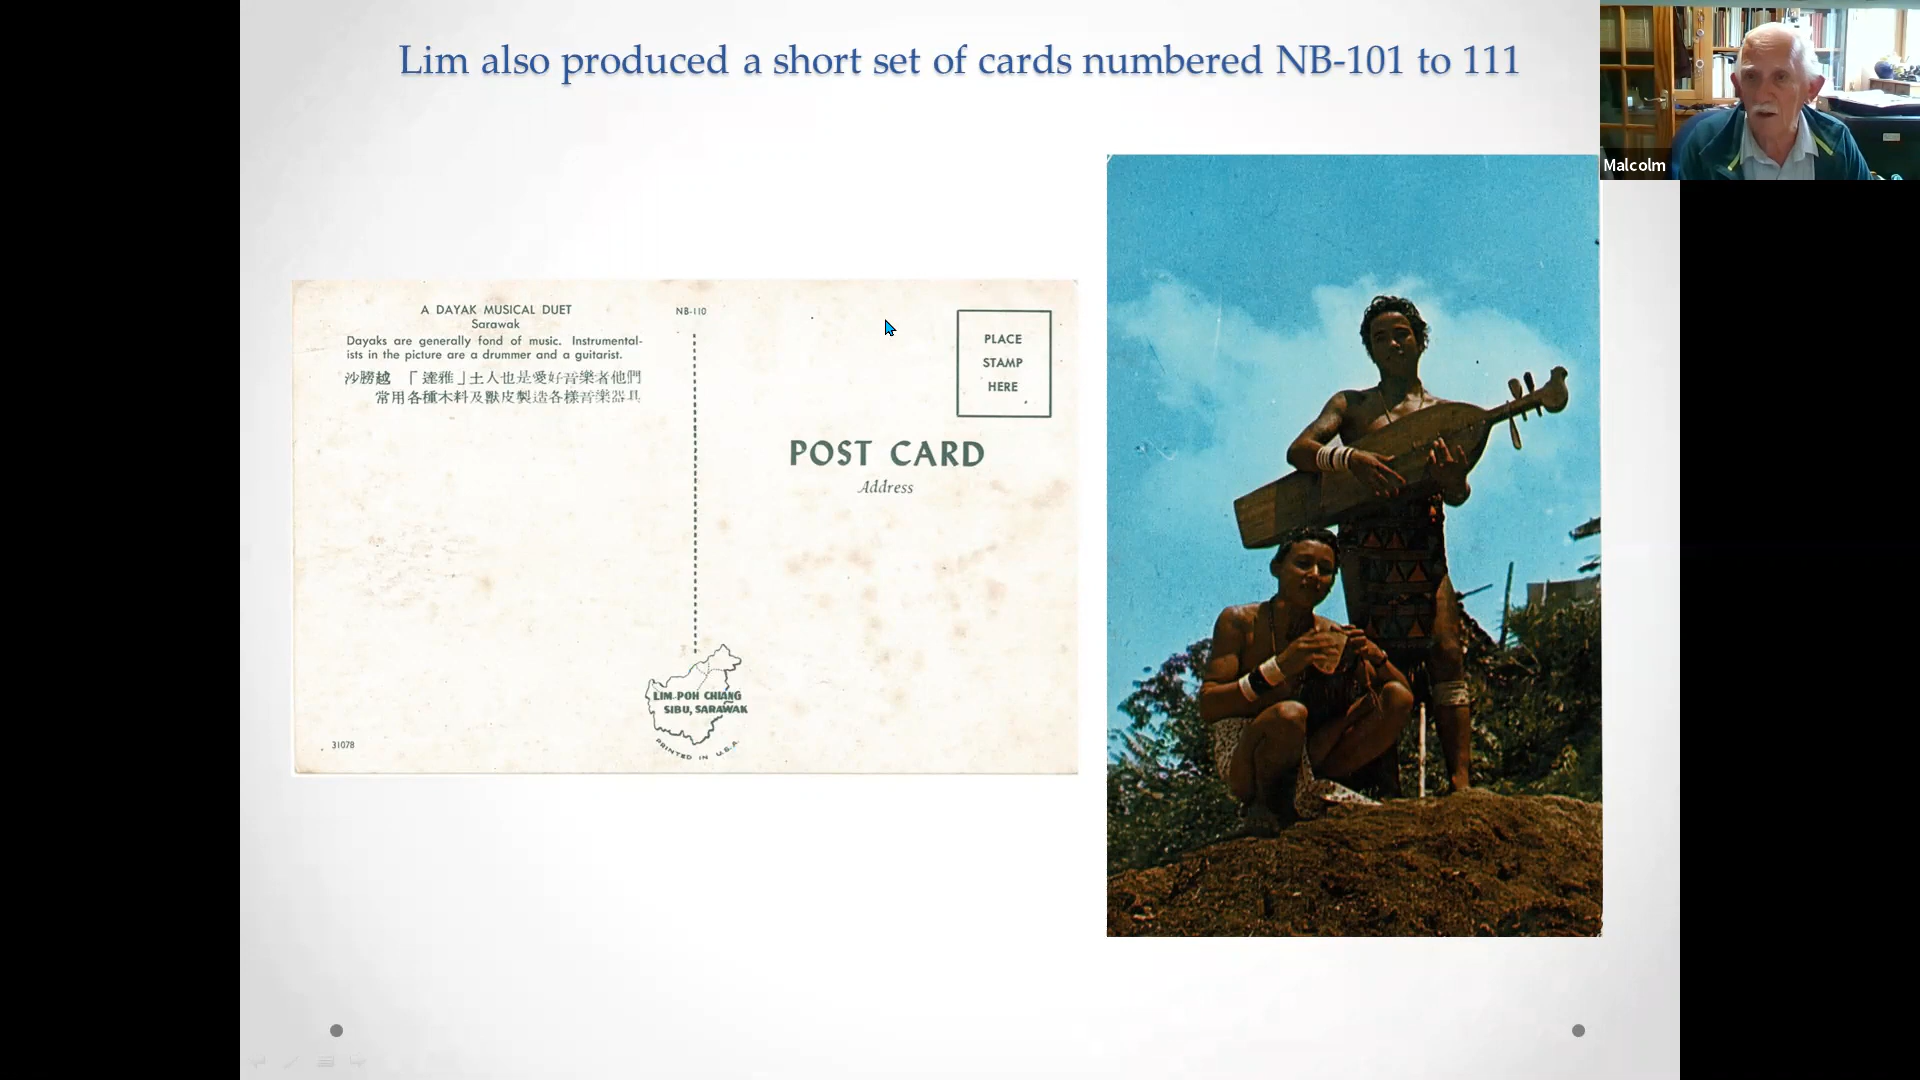 Lim also produced a short set of cards numbered NB-101 to 111
Malcolm
A DAYAK MUSICAL DUET
Sarawak
Dayaks are generally fond of music. Instrumental-
ists in the picture are a drummer and a guitarist.
沙朥越 「達雅」土人也是愛好音樂者他們
常用各種木料及獸皮製造各樣音樂器具
NB-110
PLACE
STAMP
HERE
POST CARD
Address
LIM POH CHIANG
SIBU, SARAWAK
PRINTED IN U.S.A.
31078